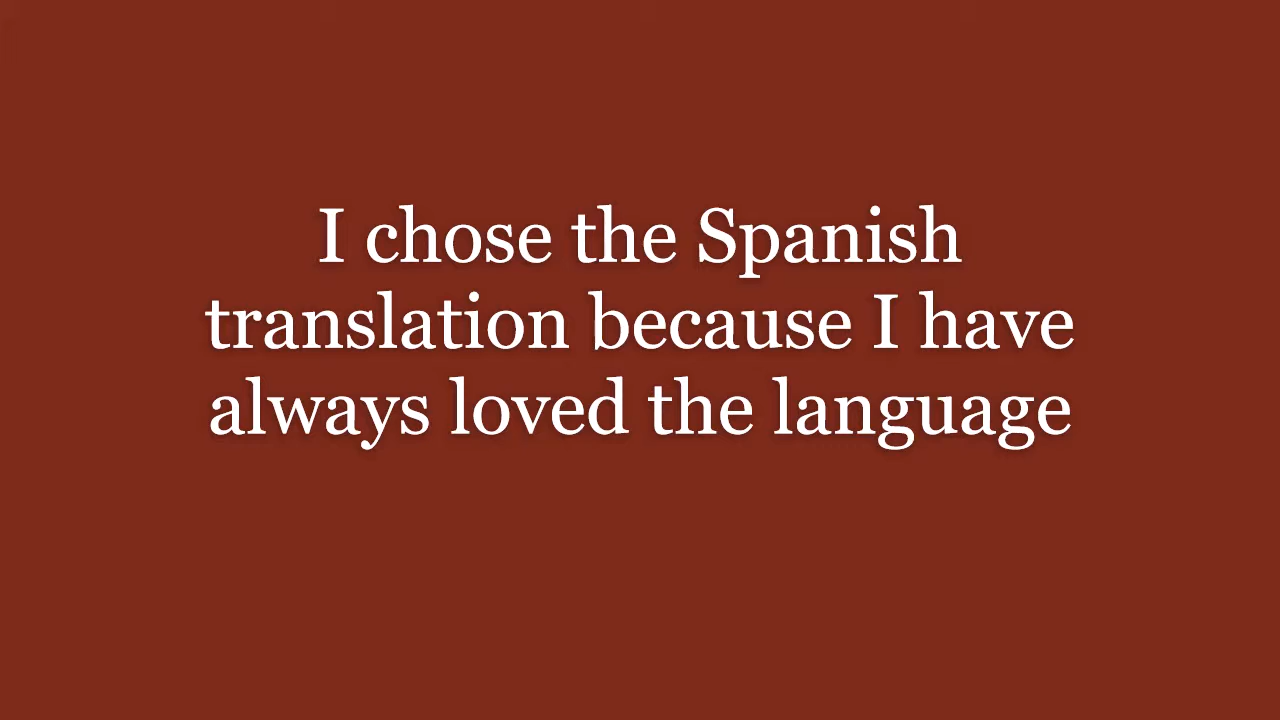 I chose the Spanish
translation because I have
always loved the language